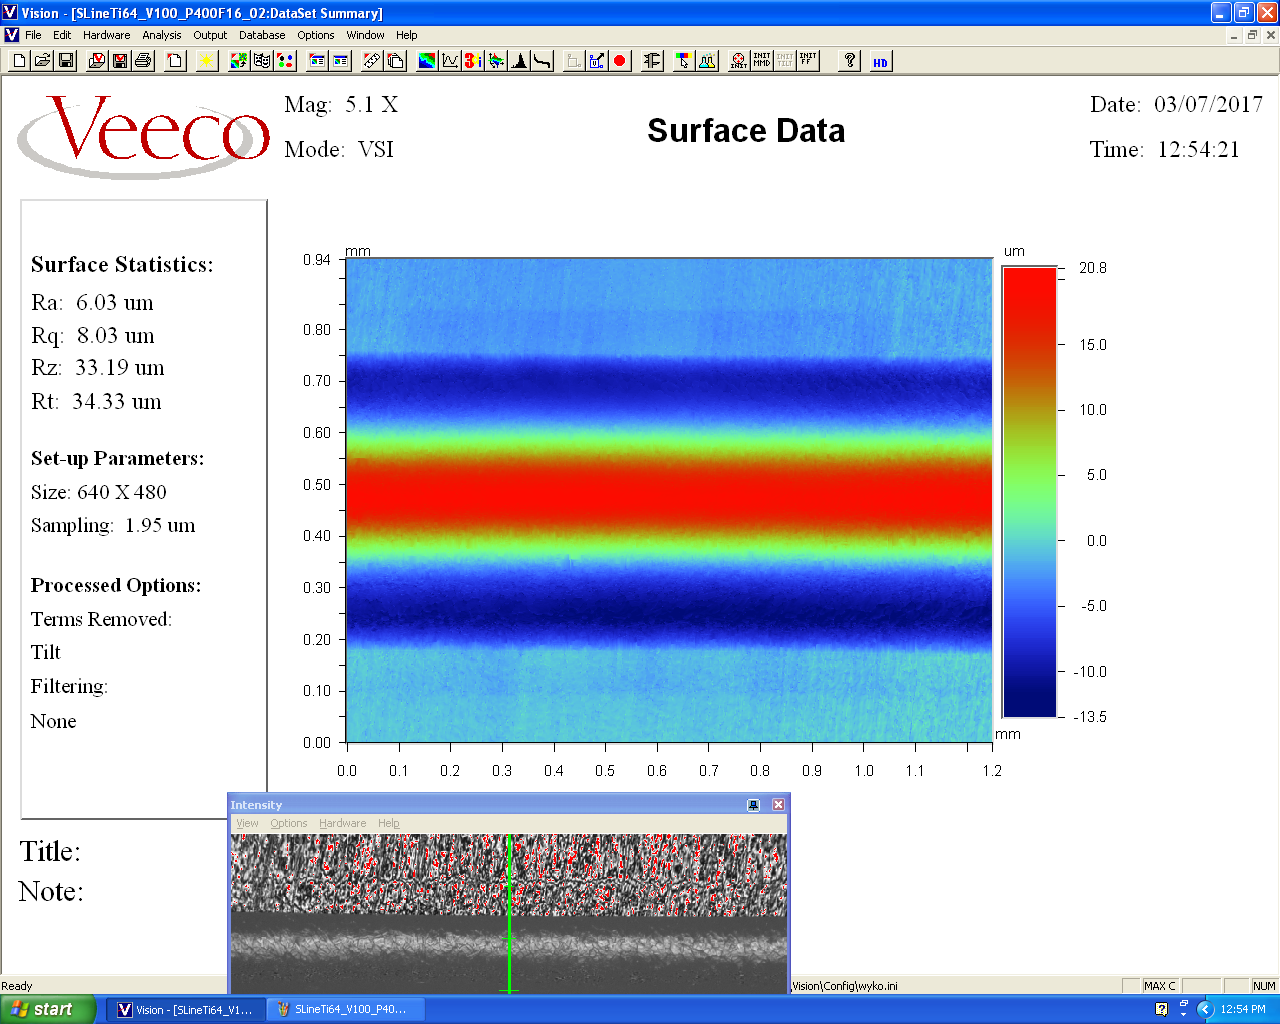 Vision - [SLineTi64_V100_P400F16_02:DataSet Summary]
File Edit Hardware Analysis Output Database Options Window Help
INIT INIT MMD INIT TILT INIT FF ? HD
Veeco
Mag: 5.1 X
Mode: VSI
Surface Data
Date: 03/07/2017
Time: 12:54:21
Surface Statistics:
Ra: 6.03 um
Rq: 8.03 um
Rz: 33.19 um
Rt: 34.33 um
Set-up Parameters:
Size: 640 X 480
Sampling: 1.95 um
Processed Options:
Terms Removed:
Tilt
Filtering:
None
mm
0.94
0.80
0.70
0.60
0.50
0.40
0.30
0.20
0.10
0.00
0.0 0.1 0.2 0.3 0.4 0.5 0.6 0.7 0.8 0.9 1.0 1.1 1.2
mm
um
20.8
15.0
10.0
5.0
0.0
-5.0
-10.0
-13.5
Title:
Note:
Intensity
View Options Hardware Help
Ready
.Vision\Config\wyko.ini
MAX C
NUM
start
Vision - [SLineTi64_V1...
SLineTi64_V100_P40...
12:54 PM